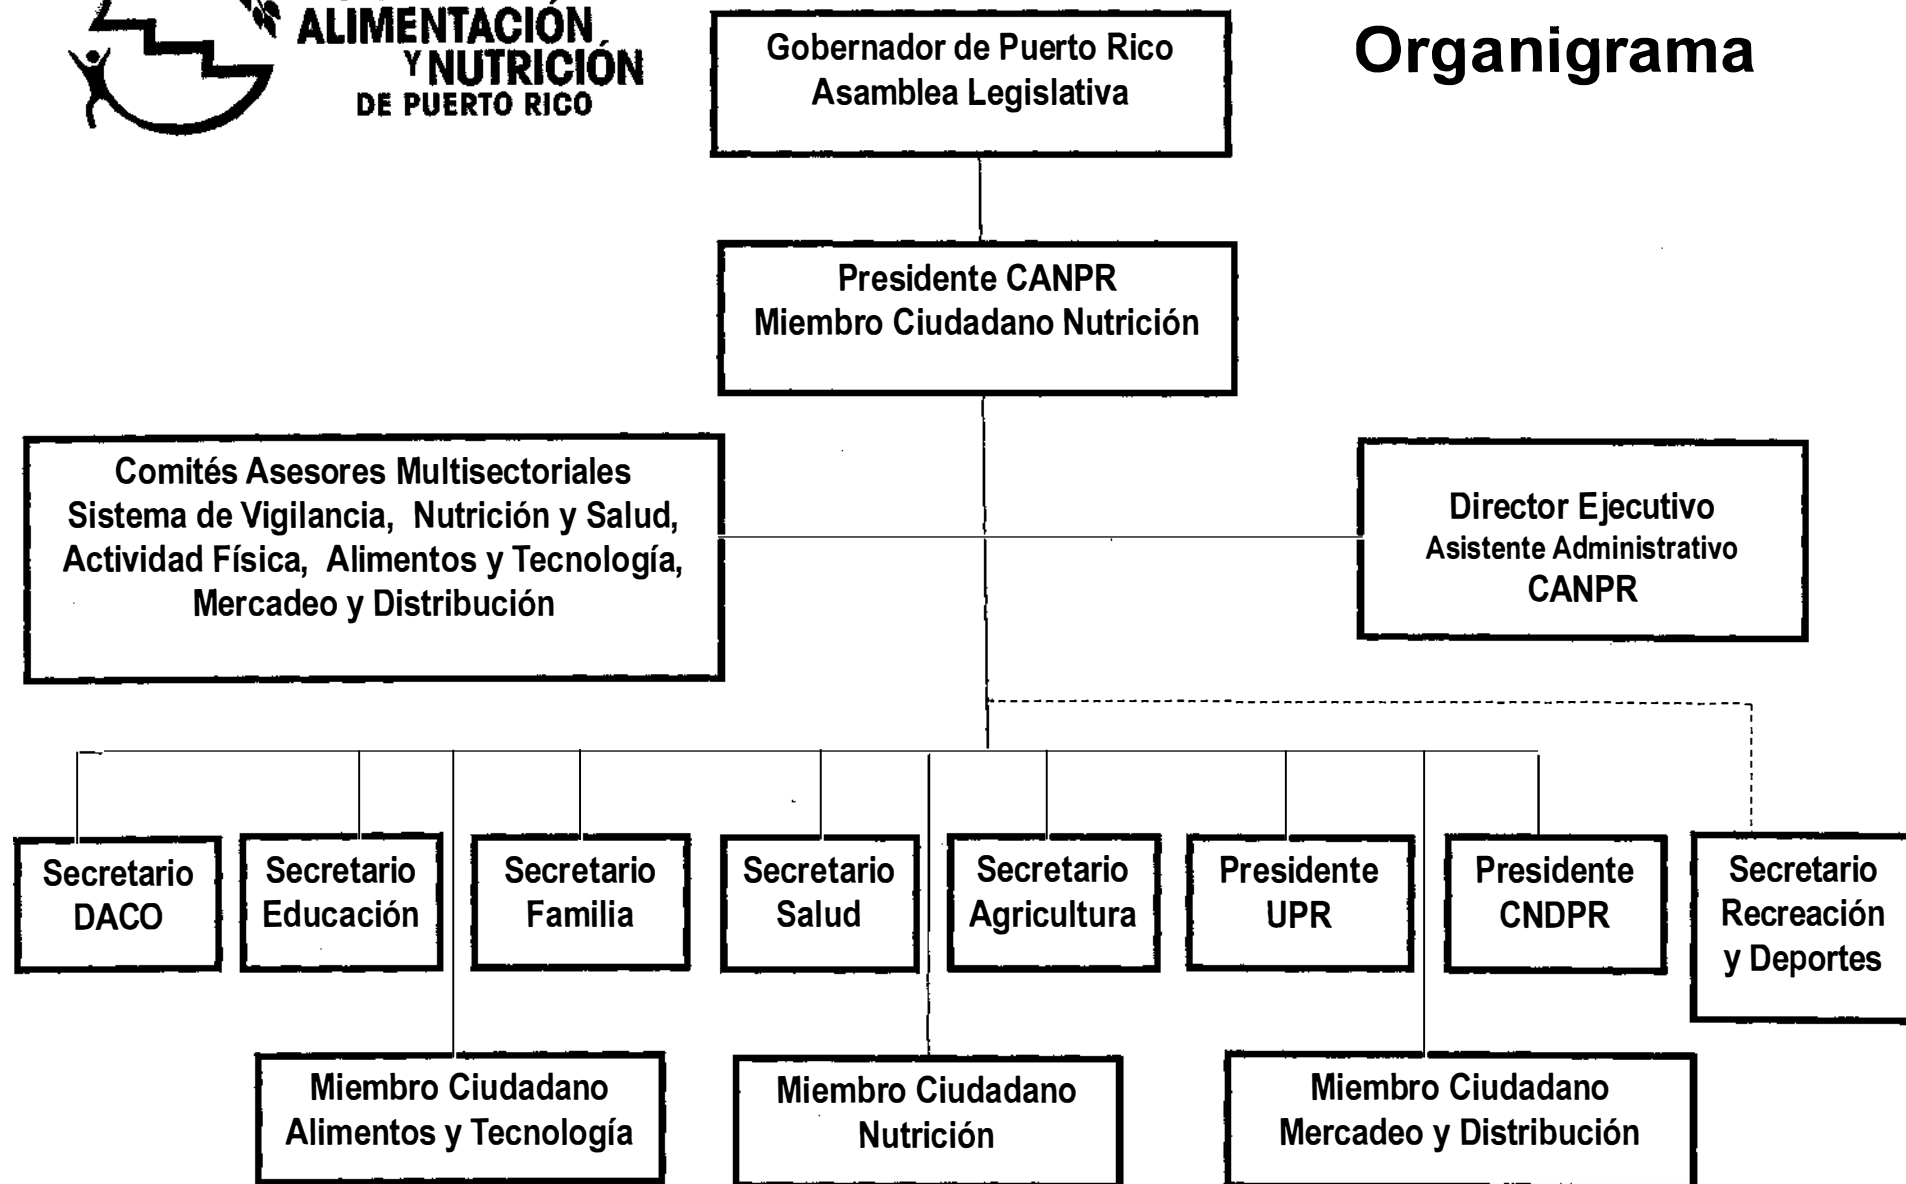 ALIMENTACIÓN
Y NUTRICIÓN
DE PUERTO RICO
Organigrama
Gobernador de Puerto Rico
Asamblea Legislativa
Presidente CANPR
Miembro Ciudadano Nutrición
Comités Asesores Multisectoriales
Sistema de Vigilancia, Nutrición y Salud,
Actividad Física, Alimentos y Tecnología,
Mercadeo y Distribución
Director Ejecutivo
Asistente Administrativo
CANPR
Secretario
DACO
Secretario
Educación
Secretario
Familia
Secretario
Salud
Secretario
Agricultura
Presidente
UPR
Presidente
CNDPR
Secretario
Recreación
y Deportes
Miembro Ciudadano
Alimentos y Tecnología
Miembro Ciudadano
Nutrición
Miembro Ciudadano
Mercadeo y Distribución